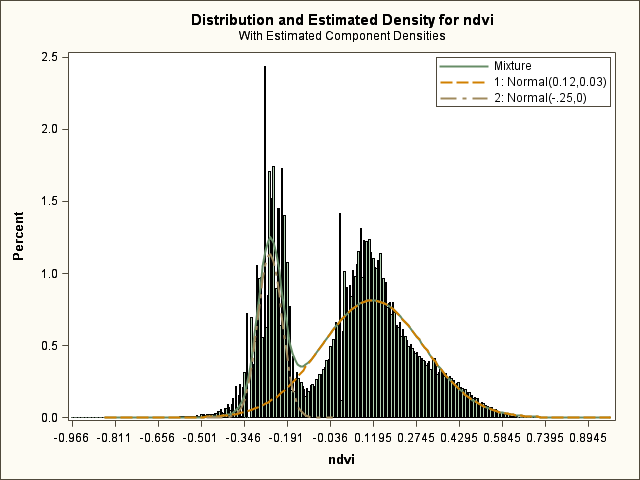 Distribution and Estimated Density for ndvi
With Estimated Component Densities
Mixture
1: Normal(0.12,0.03)
2: Normal(-.25,0)
2.5
2.0
1.5
1.0
0.5
0.0
Percent
-0.966 -0.811 -0.656 -0.501 -0.346 -0.191 -0.036 0.1195 0.2745 0.4295 0.5845 0.7395 0.8945
ndvi